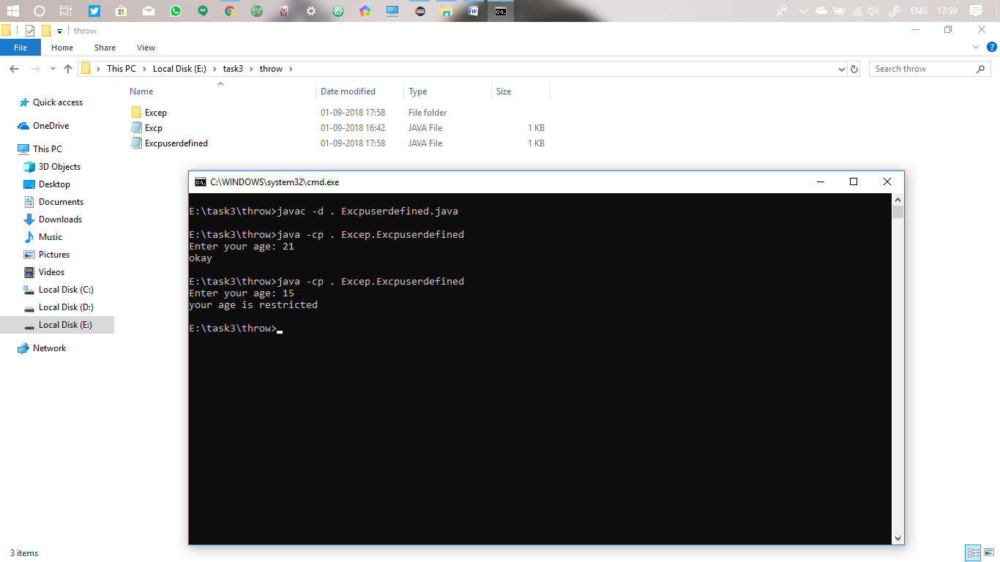 ENG 17:59
throw
File Home Share View
This PC Local Disk (E:) task3 throw Search throw
Name Date modified Type Size
Quick access
OneDrive
This PC
3D Objects
Desktop
Documents
Downloads
Music
Pictures
Videos
Local Disk (C:)
Local Disk (D:)
Local Disk (E:)
Network
Excep 01-09-2018 17:58 File folder
Excp 01-09-2018 16:42 JAVA File 1 KB
Excpuserdefined 01-09-2018 17:58 JAVA File 1 KB
C:\WINDOWS\system32\cmd.exe
E:\task3\throw>javac -d . Excpuserdefined.java
E:\task3\throw>java -cp . Excep.Excpuserdefined
Enter your age: 21
okay
E:\task3\throw>java -cp . Excep.Excpuserdefined
Enter your age: 15
your age is restricted
E:\task3\throw>
3 items